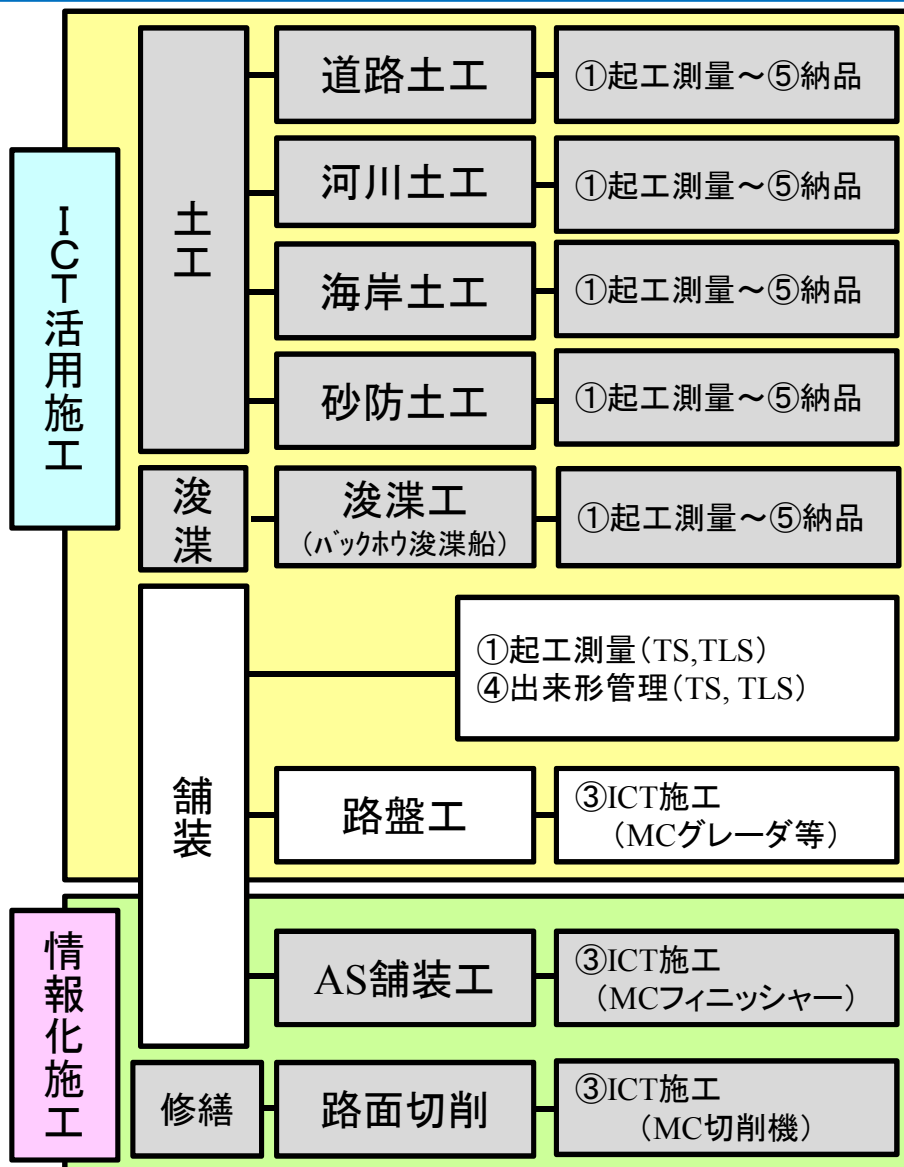 ICT活用施工
土工
道路土工
①起工測量～⑤納品
河川土工
①起工測量～⑤納品
海岸土工
①起工測量～⑤納品
砂防土工
①起工測量～⑤納品
浚渫
浚渫工
（バックホウ浚渫船）
①起工測量～⑤納品
舗装
①起工測量（TS,TLS）
④出来形管理（TS, TLS）
路盤工
③ICT施工
（MCグレーダ等）
情報化施工
AS舗装工
③ICT施工
（MCフィニッシャー）
修繕
路面切削
③ICT施工
（MC切削機）